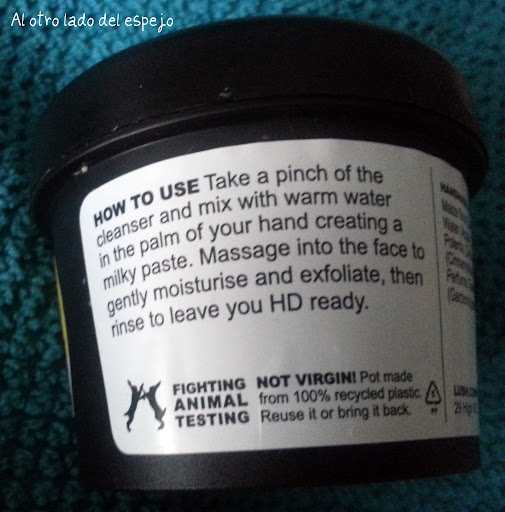 Al otro lado del espejo
HOW TO USE Take a pinch of the
cleanser and mix with warm water
in the palm of your hand creating a
milky paste. Massage into the face to
gently moisturise and exfoliate, then
rinse to leave you HD ready.
FIGHTING
ANIMAL
TESTING
NOT VIRGIN! Pot made
from 100% recycled plastic.
Reuse it or bring it back.